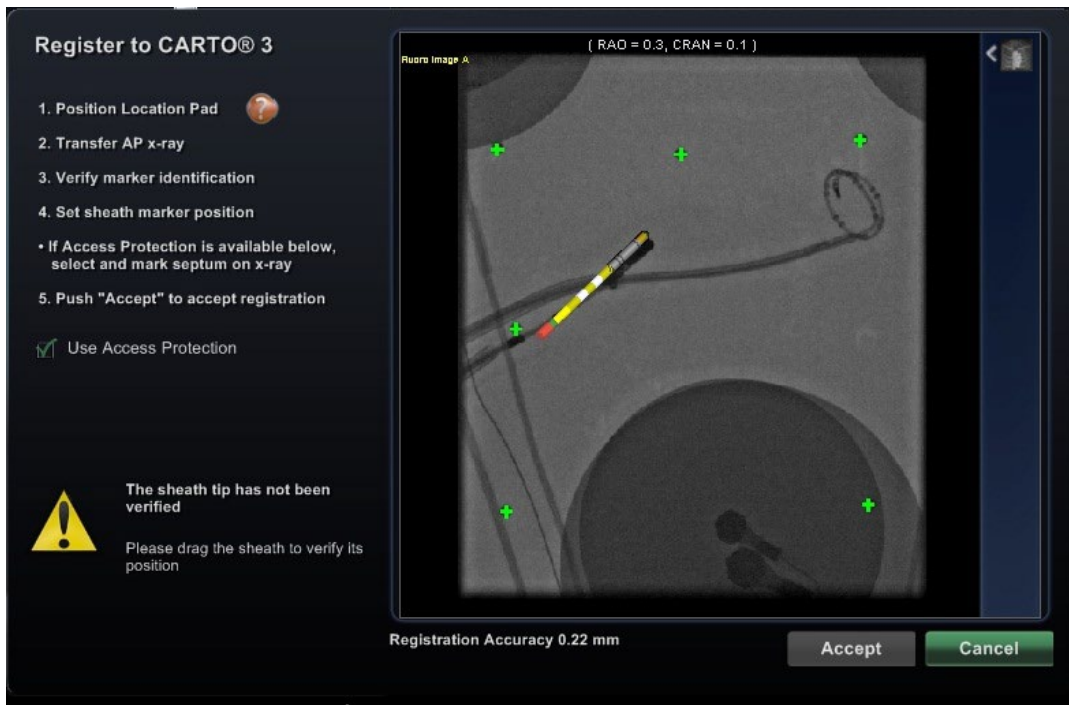 Register to CARTO® 3
1. Position Location Pad
?
2. Transfer AP x-ray
3. Verify marker identification
4. Set sheath marker position
• If Access Protection is available below,
select and mark septum on x-ray
5. Push "Accept" to accept registration
Use Access Protection
The sheath tip has not been
verified
Please drag the sheath to verify its
position
( RAO = 0.3, CRAN = 0.1 )
Fluoro Image A
Registration Accuracy 0.22 mm
Accept
Cancel